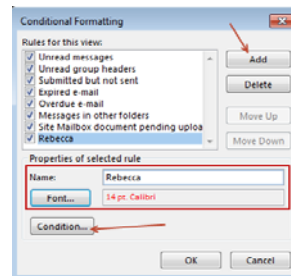 Conditional Formatting
Rules for this view:
Unread messages
Unread group headers
Submitted but not sent
Expired e-mail
Overdue e-mail
Messages in other folders
Site Mailbox document pending uploa
Rebecca
Add
Delete
Move Up
Move Down
Properties of selected rule
Name:
Rebecca
Font...
14 pt. Calibri
Condition...
OK
Cancel